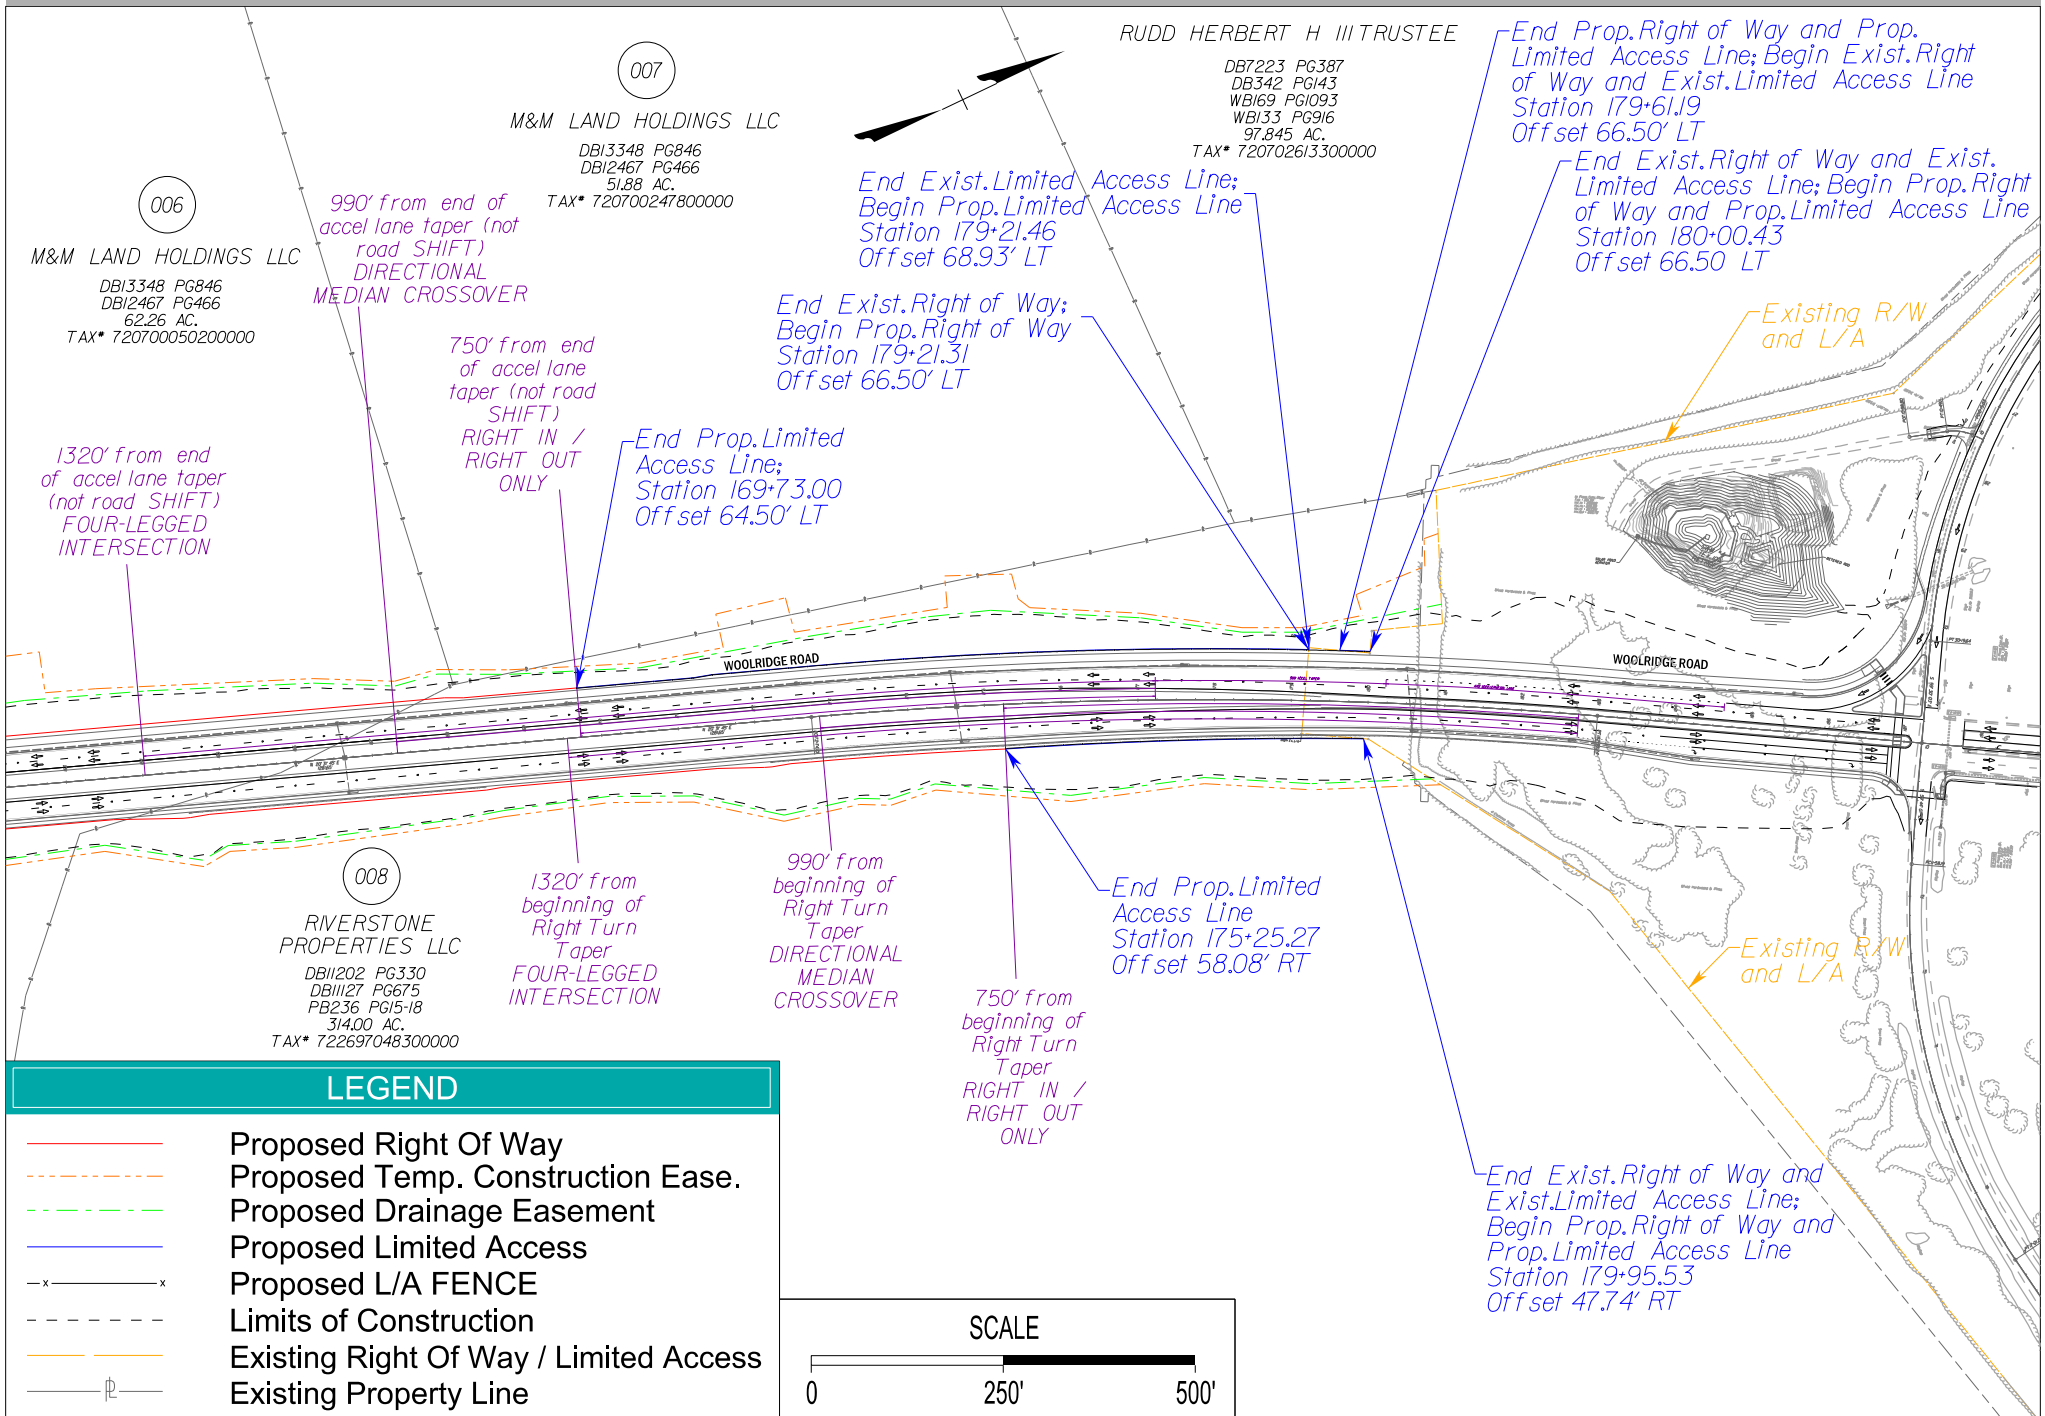 006
M&M LAND HOLDINGS LLC
DB13348 PG846
DB12467 PG466
62.26 AC.
TAX# 720700050200000
007
M&M LAND HOLDINGS LLC
DB13348 PG846
DB12467 PG466
51.88 AC.
TAX# 720700247800000
RUDD HERBERT H III TRUSTEE
DB7223 PG387
DB342 PG143
WB169 PG1093
WB133 PG916
97.845 AC.
TAX# 720702613300000
End Prop. Right of Way and Prop.
Limited Access Line; Begin Exist. Right
of Way and Exist. Limited Access Line
Station 179+61.19
Offset 66.50' LT
End Exist. Right of Way and Exist.
Limited Access Line; Begin Prop. Right
of Way and Prop. Limited Access Line
Station 180+00.43
Offset 66.50 LT
End Exist. Limited Access Line;
Begin Prop. Limited Access Line
Station 179+21.46
Offset 68.93' LT
End Exist. Right of Way;
Begin Prop. Right of Way
Station 179+21.31
Offset 66.50' LT
990' from end of
accel lane taper (not
road SHIFT)
DIRECTIONAL
MEDIAN CROSSOVER
750' from end
of accel lane
taper (not road
SHIFT)
RIGHT IN /
RIGHT OUT
ONLY
1320' from end
of accel lane taper
(not road SHIFT)
FOUR-LEGGED
INTERSECTION
End Prop. Limited
Access Line;
Station 169+73.00
Offset 64.50' LT
Existing R/W
and L/A
WOOLRIDGE ROAD
WOOLRIDGE ROAD
008
RIVERSTONE
PROPERTIES LLC
DB11202 PG330
DB11127 PG675
PB236 PG15-18
314.00 AC.
TAX# 722697048300000
1320' from
beginning of
Right Turn
Taper
FOUR-LEGGED
INTERSECTION
990' from
beginning of
Right Turn
Taper
DIRECTIONAL
MEDIAN
CROSSOVER
750' from
beginning of
Right Turn
Taper
RIGHT IN /
RIGHT OUT
ONLY
End Prop. Limited
Access Line
Station 175+25.27
Offset 58.08' RT
Existing R/W
and L/A
End Exist. Right of Way and
Exist. Limited Access Line;
Begin Prop. Right of Way and
Prop. Limited Access Line
Station 179+95.53
Offset 47.74' RT
LEGEND
Proposed Right Of Way
Proposed Temp. Construction Ease.
Proposed Drainage Easement
Proposed Limited Access
x x Proposed L/A FENCE
Limits of Construction
Existing Right Of Way / Limited Access
PL Existing Property Line
SCALE
0 250' 500'